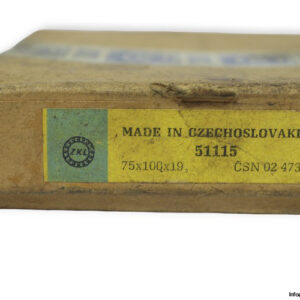 MADE IN CZECHOSLOVAKI
ZKL
51115
75x100x19,
ČSN 02 473